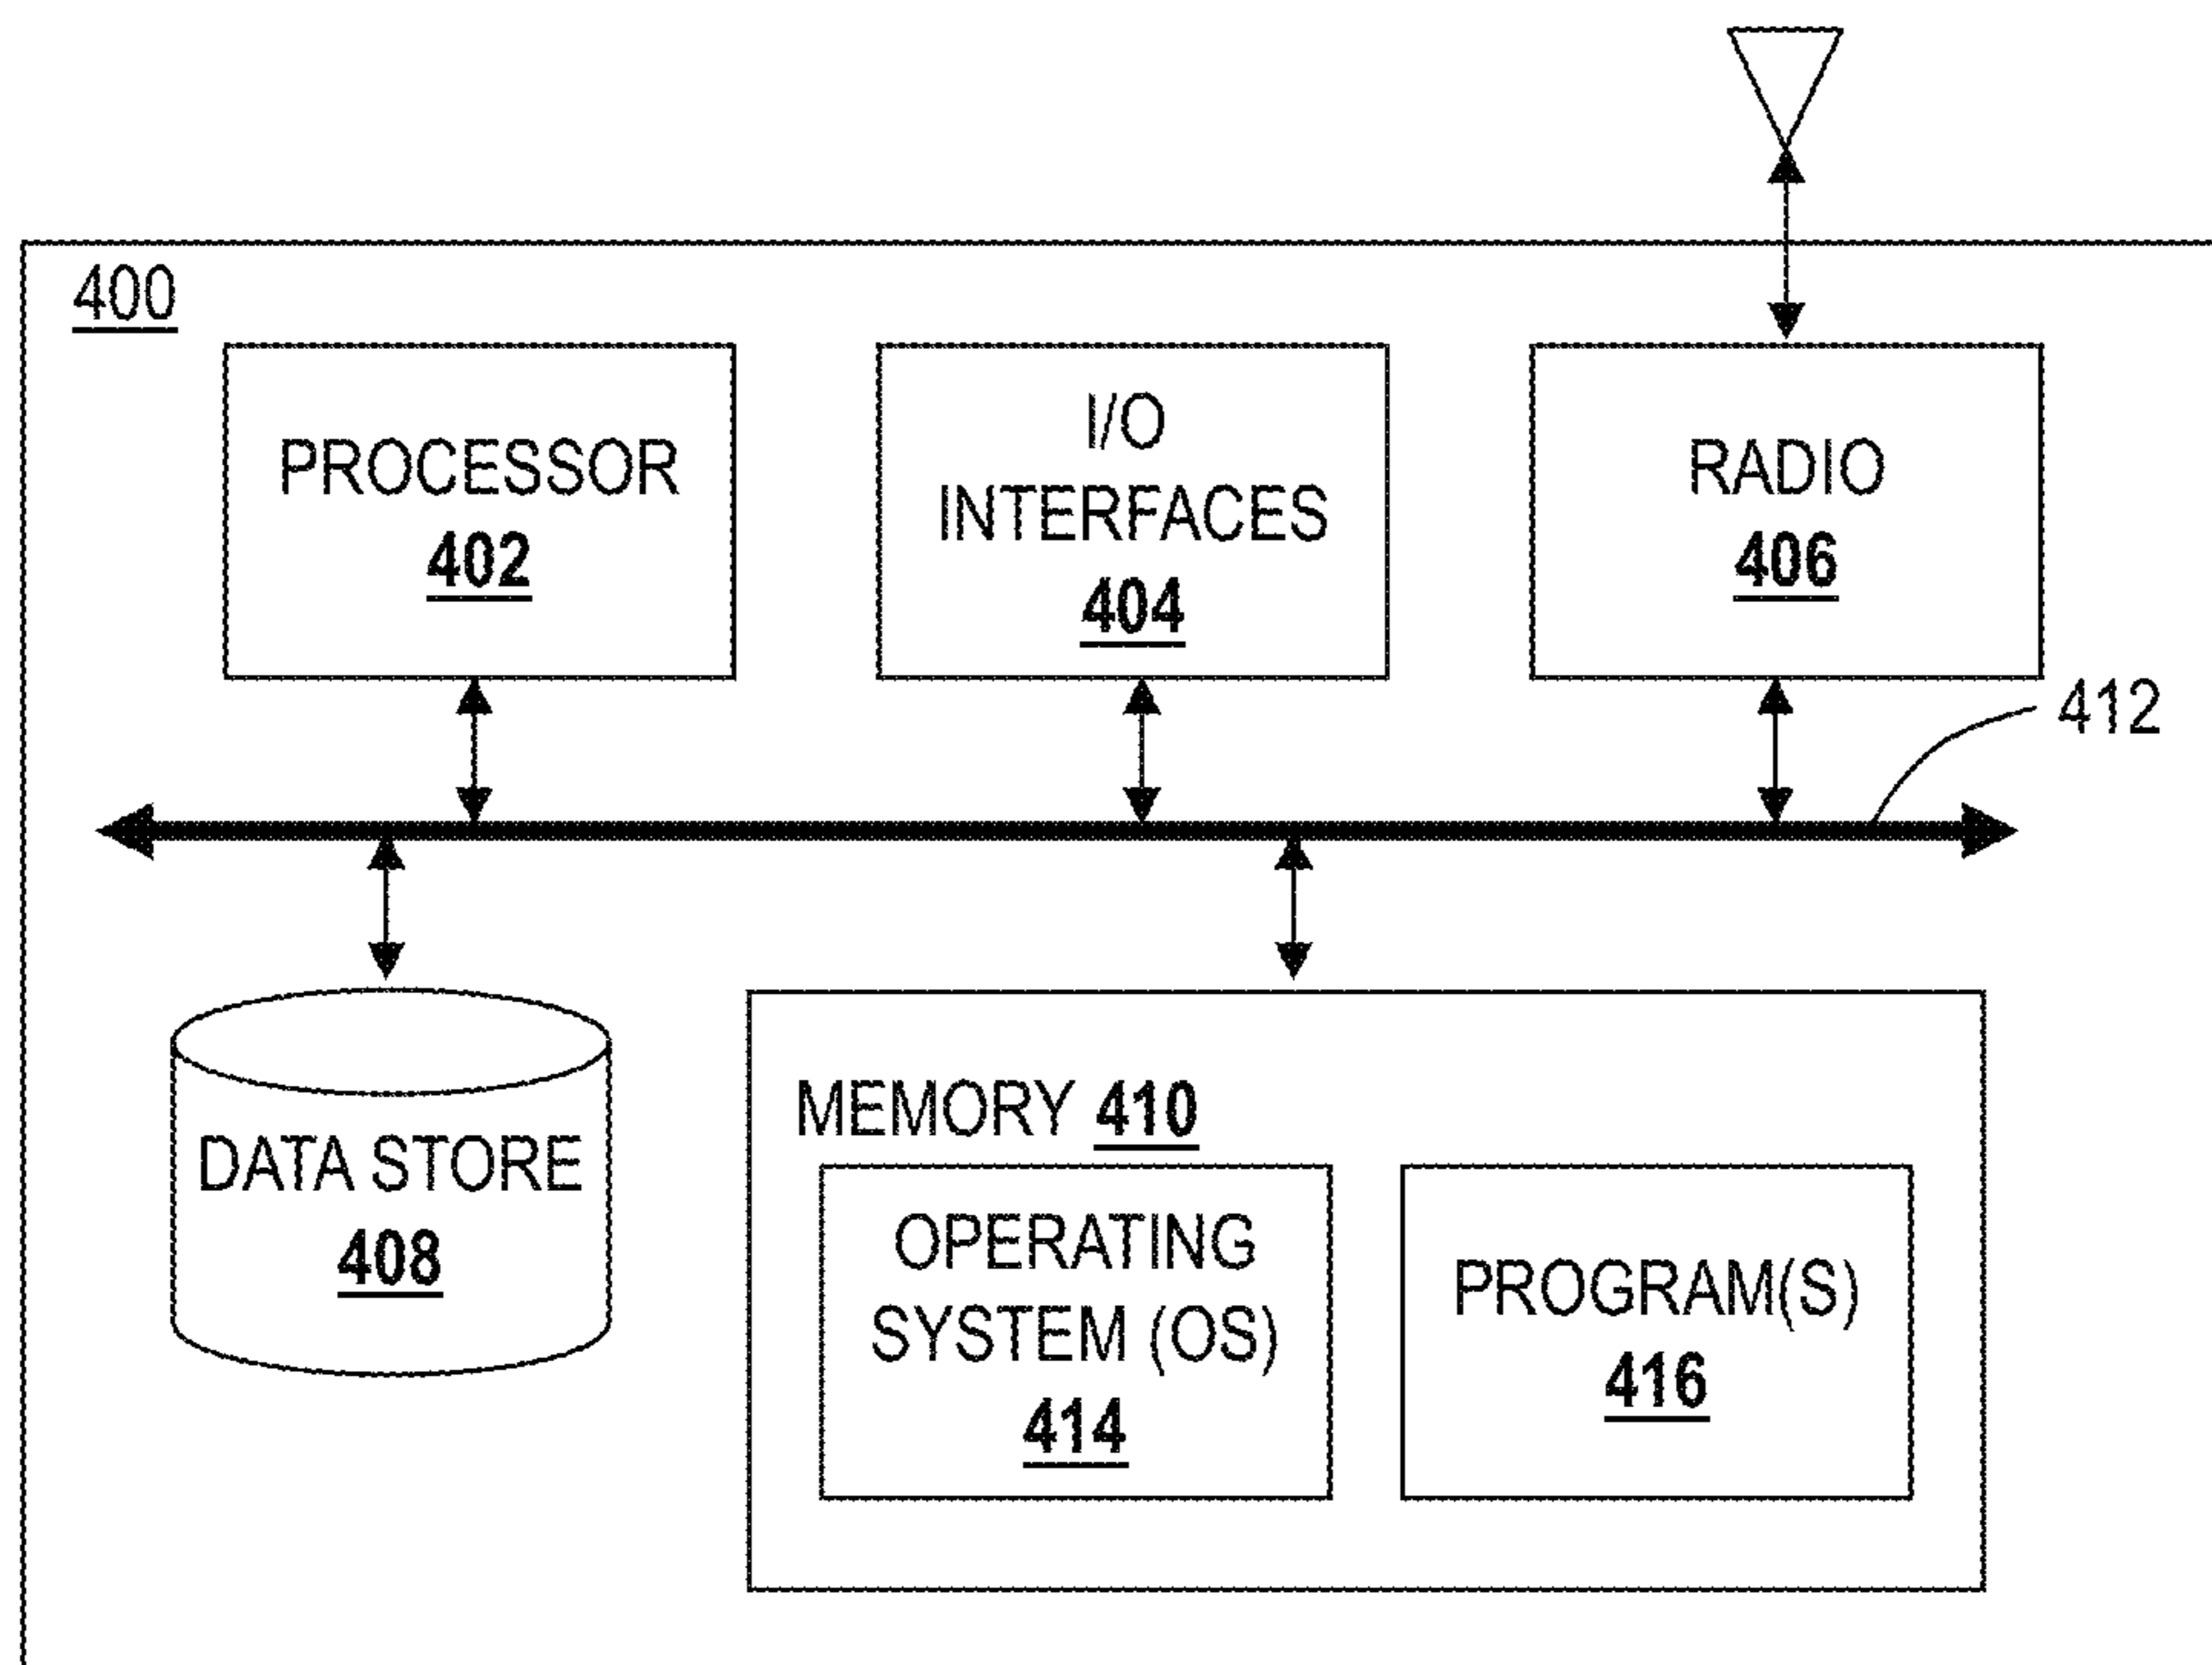 400
PROCESSOR
402
I/O
INTERFACES
404
RADIO
406
412
DATA STORE
408
MEMORY 410
OPERATING
SYSTEM (OS)
414
PROGRAM(S)
416